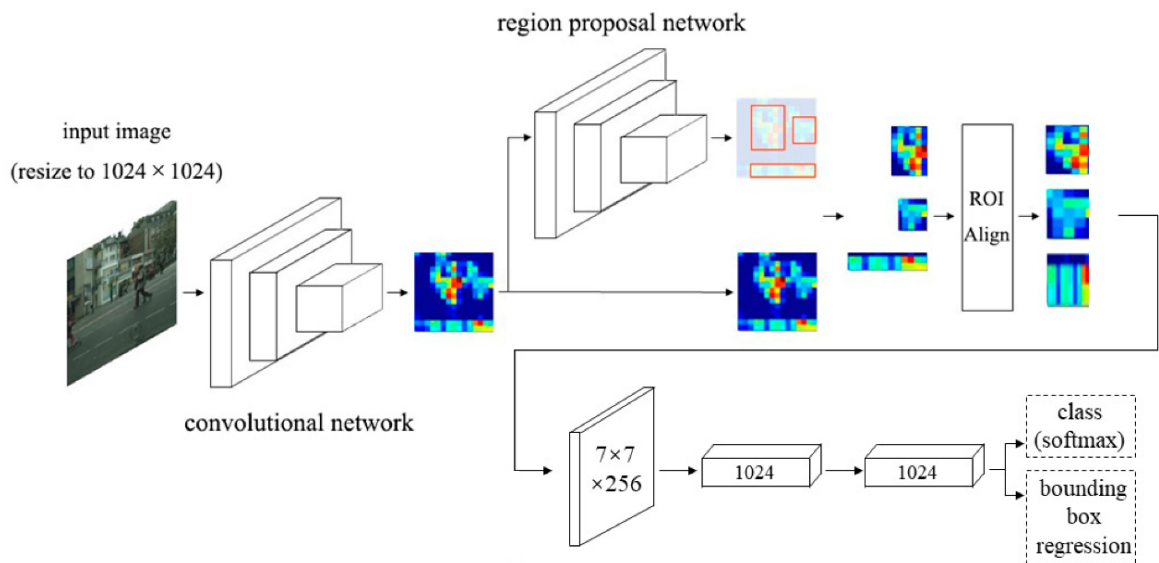 region proposal network
input image
(resize to 1024 × 1024)
ROI
Align
convolutional network
7×7
×256
1024
1024
class
(softmax)
bounding
box
regression